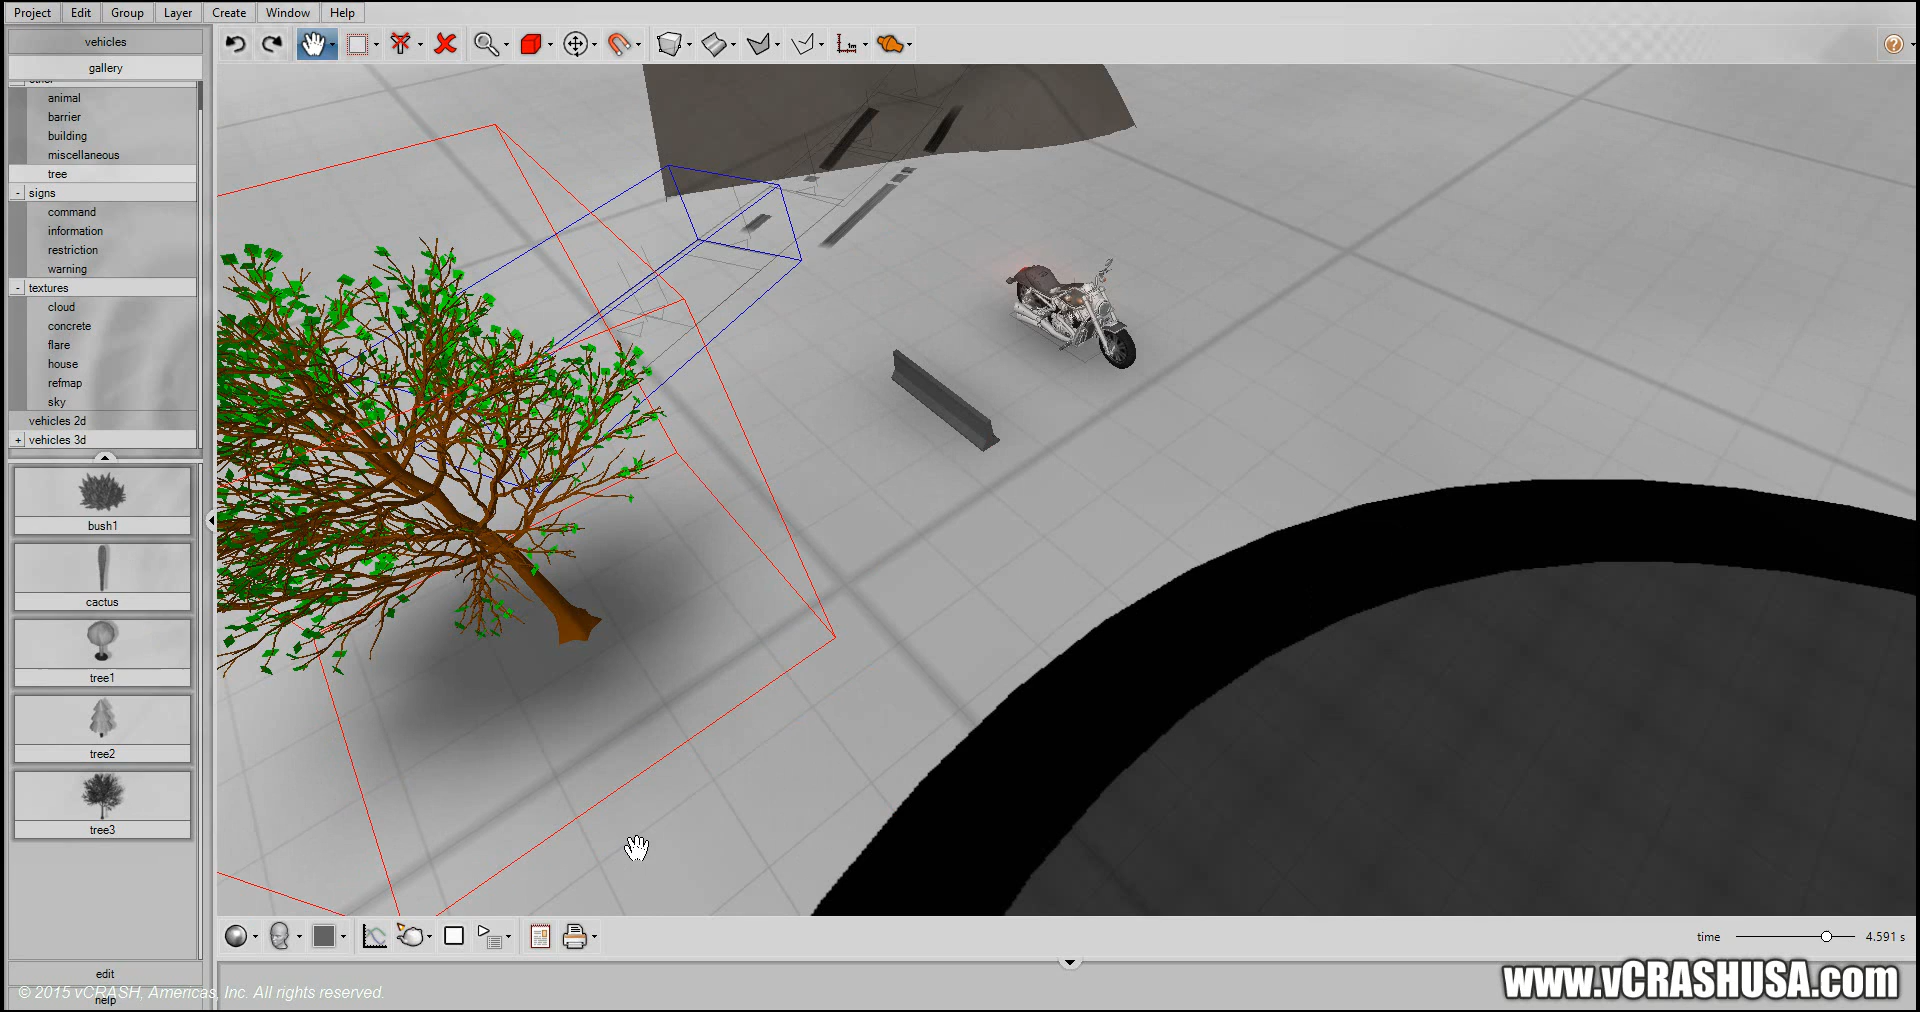 Project Edit Group Layer Create Window Help
vehicles
gallery
other
animal
barrier
building
miscellaneous
tree
- signs
command
information
restriction
warning
- textures
cloud
concrete
flare
house
refmap
sky
vehicles 2d
+ vehicles 3d
bush1
cactus
tree1
tree2
tree3
edit
help
© 2015 vCRASH, Americas, Inc. All rights reserved.
1m
?
time 4.591 s
www.vCRASHUSA.com